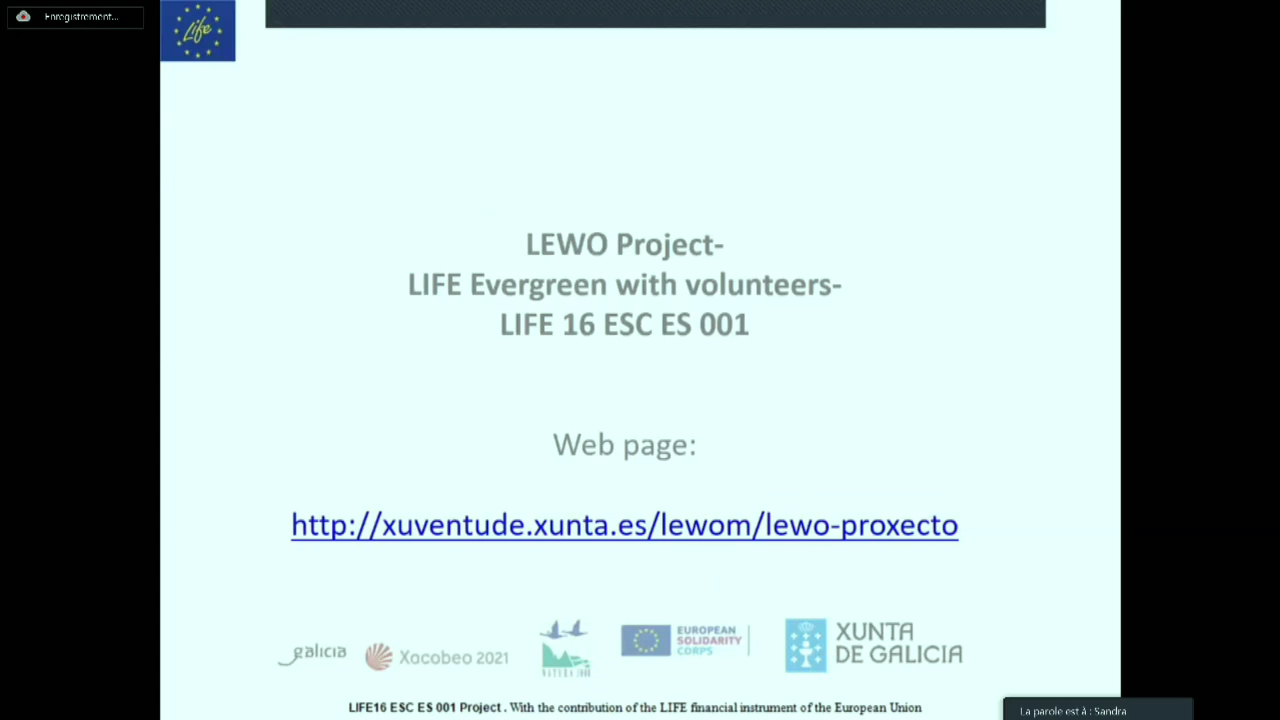 Enregistrement...
Life
LEWO Project-
LIFE Evergreen with volunteers-
LIFE 16 ESC ES 001
Web page:
http://xuventude.xunta.es/lewom/lewo-proxecto
galicia
Xacobeo 2021
NATURA 2000
EUROPEAN
SOLIDARITY
CORPS
XUNTA
DE GALICIA
LIFE16 ESC ES 001 Project . With the contribution of the LIFE financial instrument of the European Union
La parole est à : Sandra